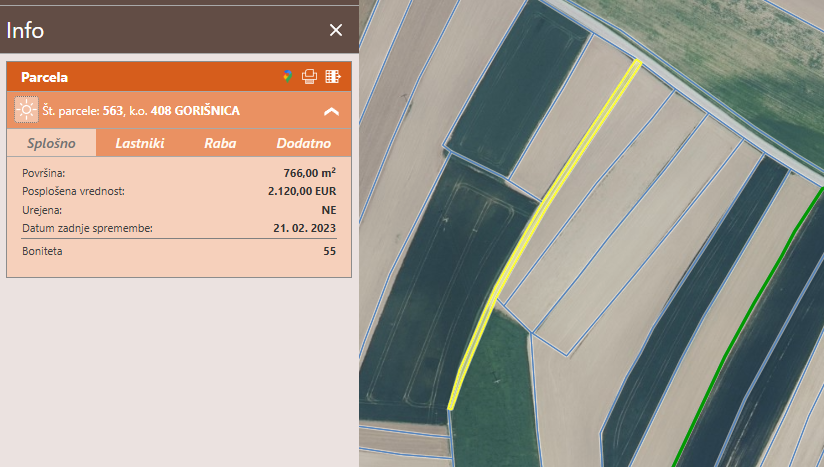 Info
Parcela
Št. parcele: 563, k.o. 408 GORIŠNICA
Splošno Lastniki Raba Dodatno
Površina: 766,00 m²
Posplošena vrednost: 2.120,00 EUR
Urejena: NE
Datum zadnje spremembe: 21. 02. 2023
Boniteta 55